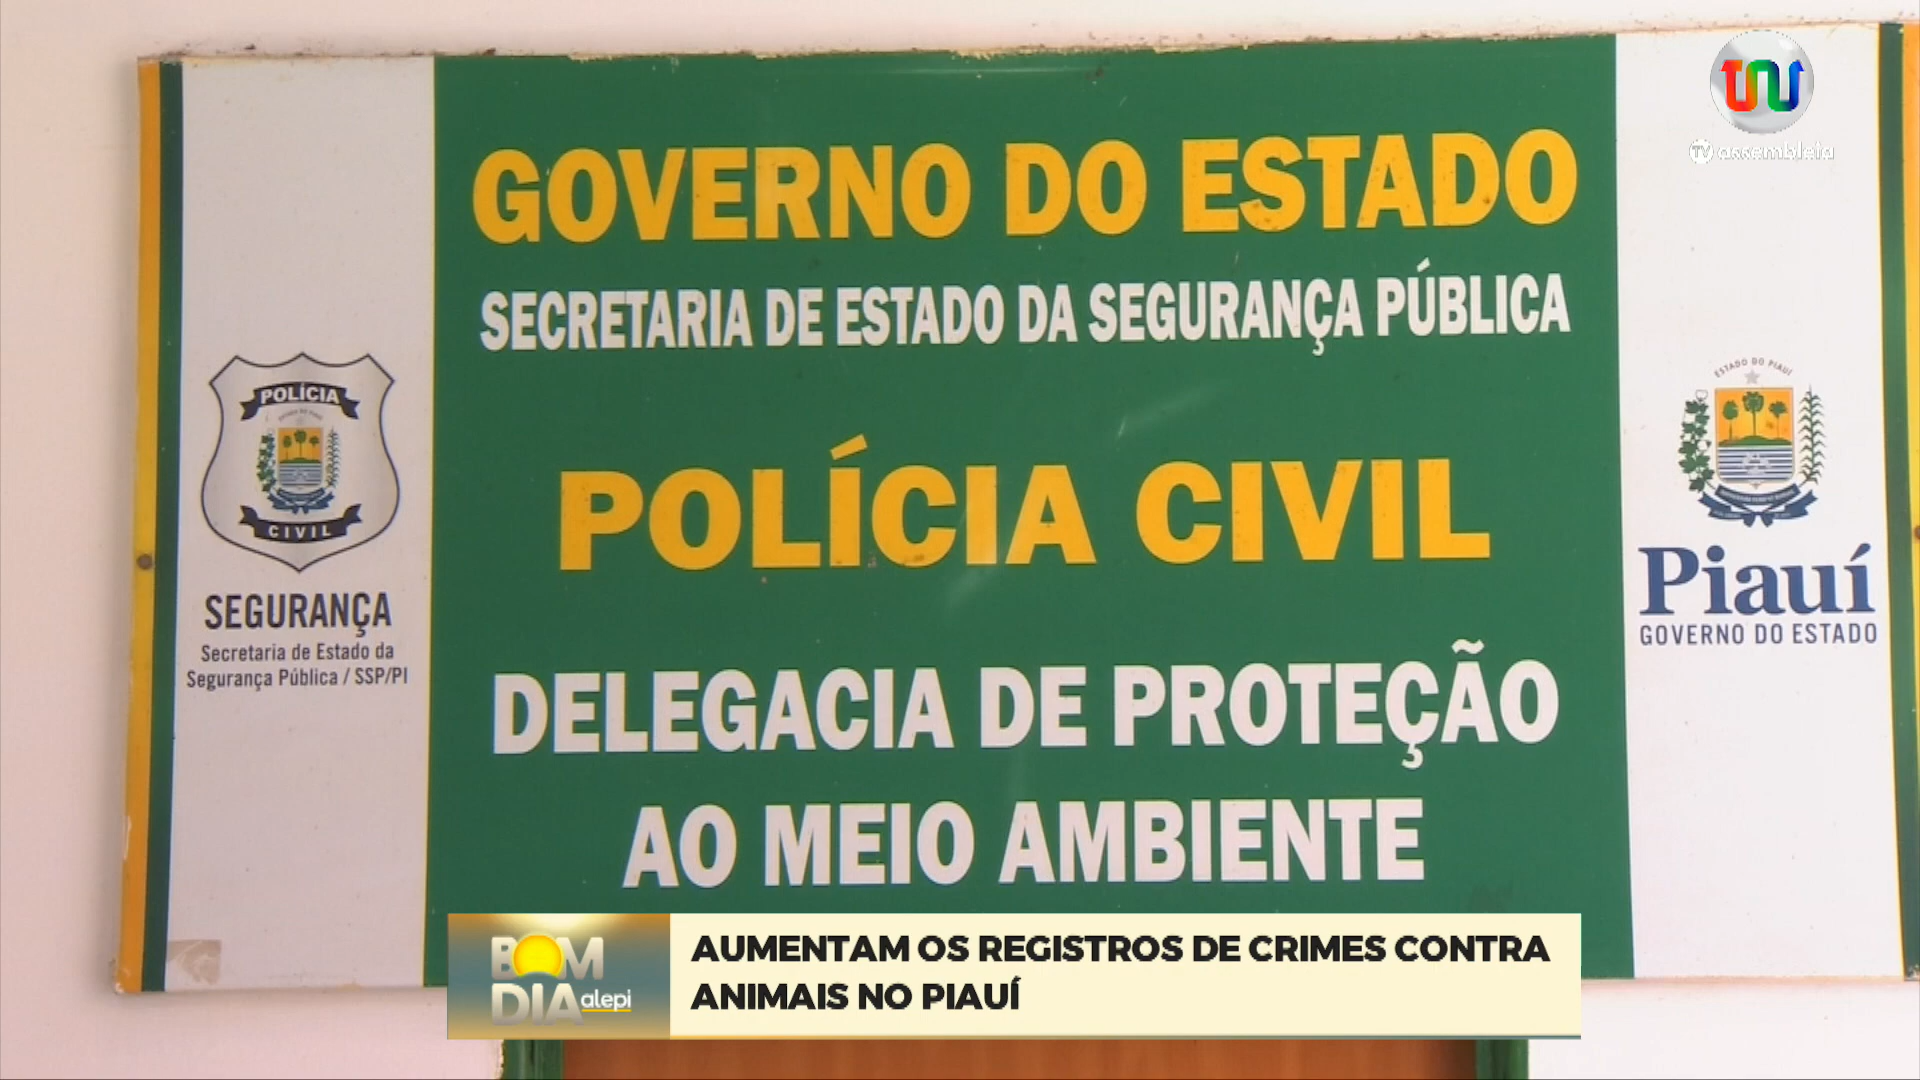 TV assembleia
GOVERNO DO ESTADO
SECRETARIA DE ESTADO DA SEGURANÇA PÚBLICA
POLÍCIA CIVIL
DELEGACIA DE PROTEÇÃO
AO MEIO AMBIENTE
POLÍCIA
CIVIL
SEGURANÇA
Secretaria de Estado da
Segurança Pública / SSP/PI
ESTADO DO PIAUÍ
Piauí
GOVERNO DO ESTADO
BOM
DIA alepi
AUMENTAM OS REGISTROS DE CRIMES CONTRA
ANIMAIS NO PIAUÍ